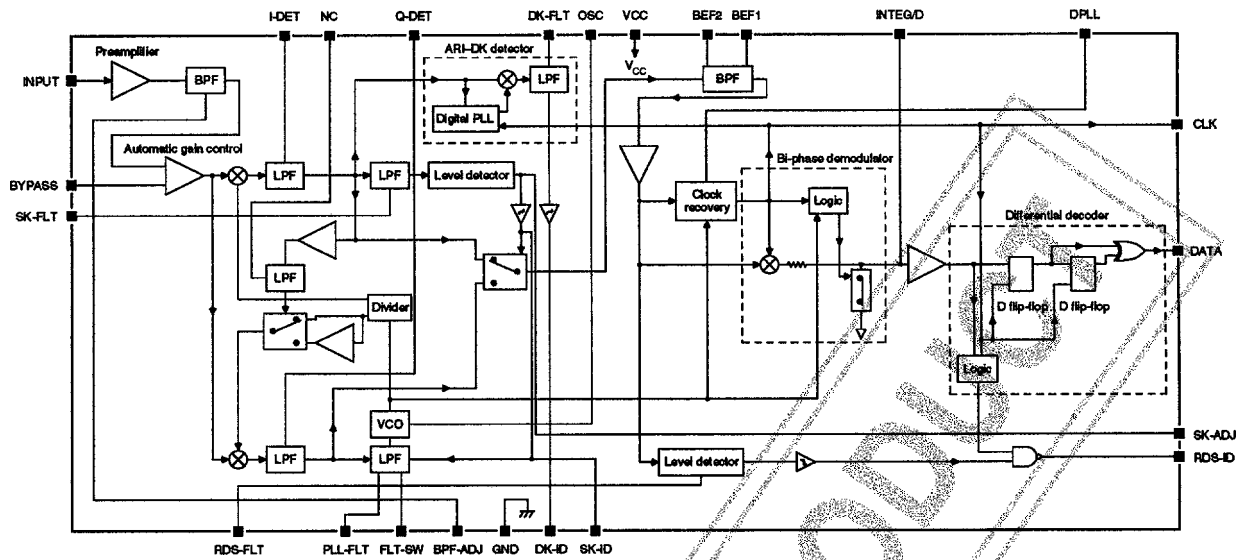 I-DET NC Q-DET DK-FLT OSC VCC BEF2 BEF1 INTEG/D DPLL
Preamplifier
ARI-DK detector
INPUT
BPF
LPF
VCC
BPF
Digital PLL
CLK
Automatic gain control
Bi-phase demodulator
LPF
LPF
Level detector
BYPASS
Clock recovery
Logic
SK-FLT
Differential decoder
DATA
LPF
Divider
D flip-flop
D flip-flop
Logic
VCO
SK-ADJ
LPF
LPF
Level detector
RDS-ID
RDS-FLT PLL-FLT FLT-SW BPF-ADJ GND DK-ID SK-ID